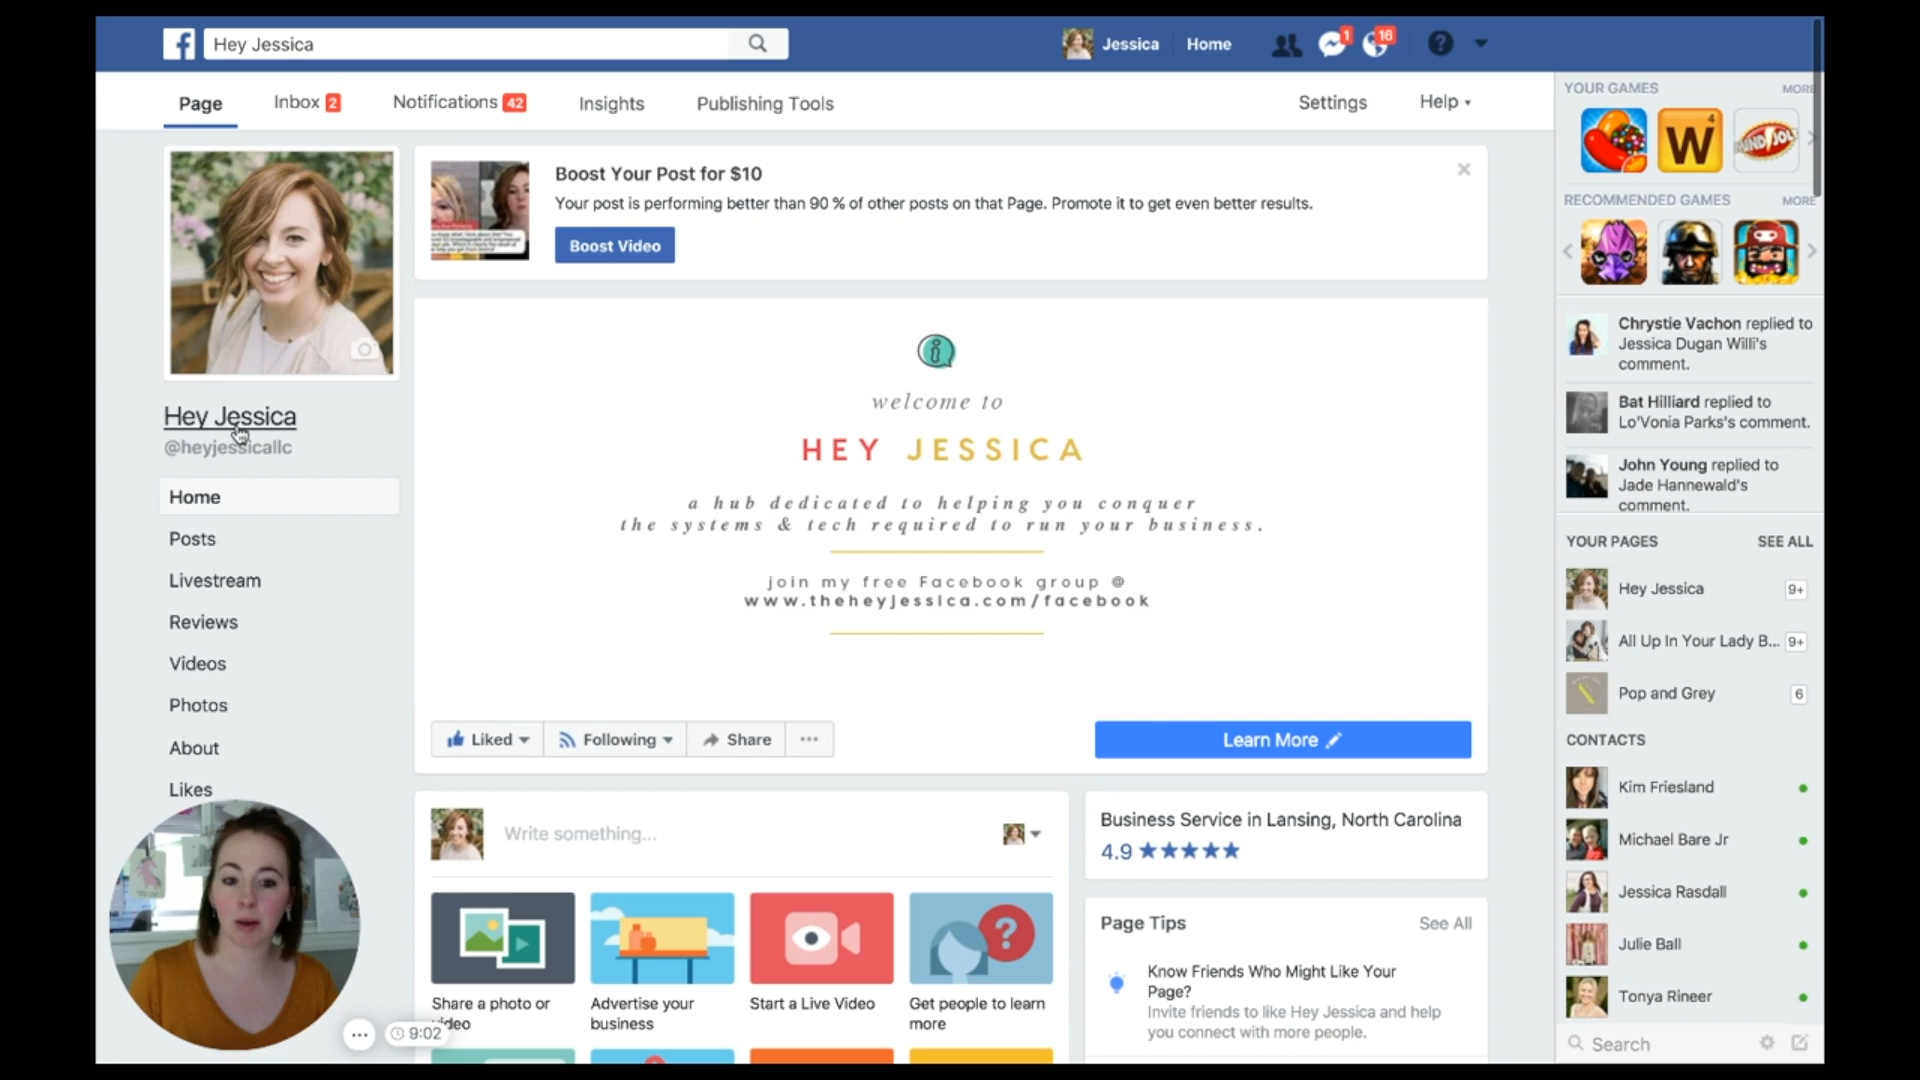 Hey Jessica
Jessica
Home
1
16
Page
Inbox 2
Notifications 42
Insights
Publishing Tools
Settings
Help
Boost Your Post for $10
Your post is performing better than 90 % of other posts on that Page. Promote it to get even better results.
Boost Video
Hey Jessica
@heyjessicallc
Home
Posts
Livestream
Reviews
Videos
Photos
About
Likes
welcome to
HEY JESSICA
a hub dedicated to helping you conquer
the systems & tech required to run your business.
join my free Facebook group @
www.theheyjessica.com/facebook
Liked
Following
Share
Learn More
Write something...
Share a photo or
video
Advertise your
business
Start a Live Video
Get people to learn
more
9:02
Business Service in Lansing, North Carolina
4.9
Page Tips
See All
Know Friends Who Might Like Your
Page?
Invite friends to like Hey Jessica and help
you connect with more people.
YOUR GAMES
MORE
W
4
MINDJOLT
RECOMMENDED GAMES
MORE
Chrystie Vachon replied to
Jessica Dugan Willi's
comment.
Bat Hilliard replied to
Lo'Vonia Parks's comment.
John Young replied to
Jade Hannewald's
comment.
YOUR PAGES
SEE ALL
Hey Jessica
9+
All Up In Your Lady B...
9+
Pop and Grey
6
CONTACTS
Kim Friesland
Michael Bare Jr
Jessica Rasdall
Julie Ball
Tonya Rineer
Search